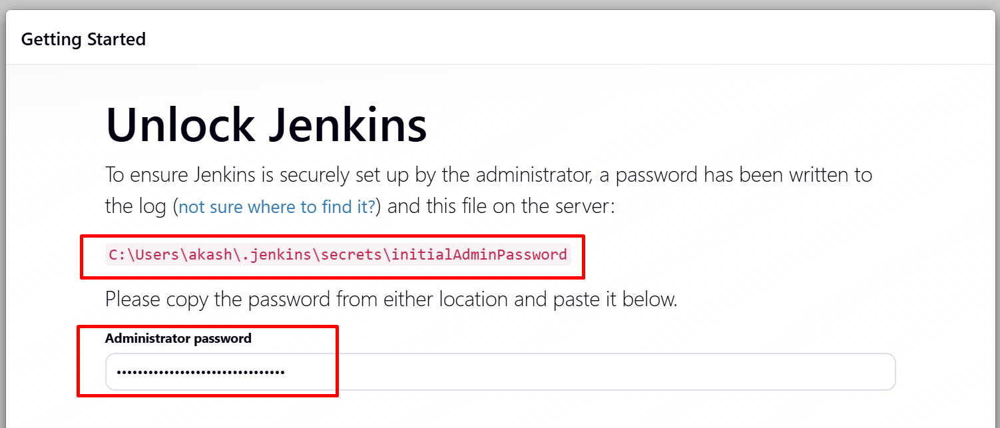 Getting Started
Unlock Jenkins
To ensure Jenkins is securely set up by the administrator, a password has been written to
the log (not sure where to find it?) and this file on the server:
C:\Users\akash\.jenkins\secrets\initialAdminPassword
Please copy the password from either location and paste it below.
Administrator password
••••••••••••••••••••••••••••••••